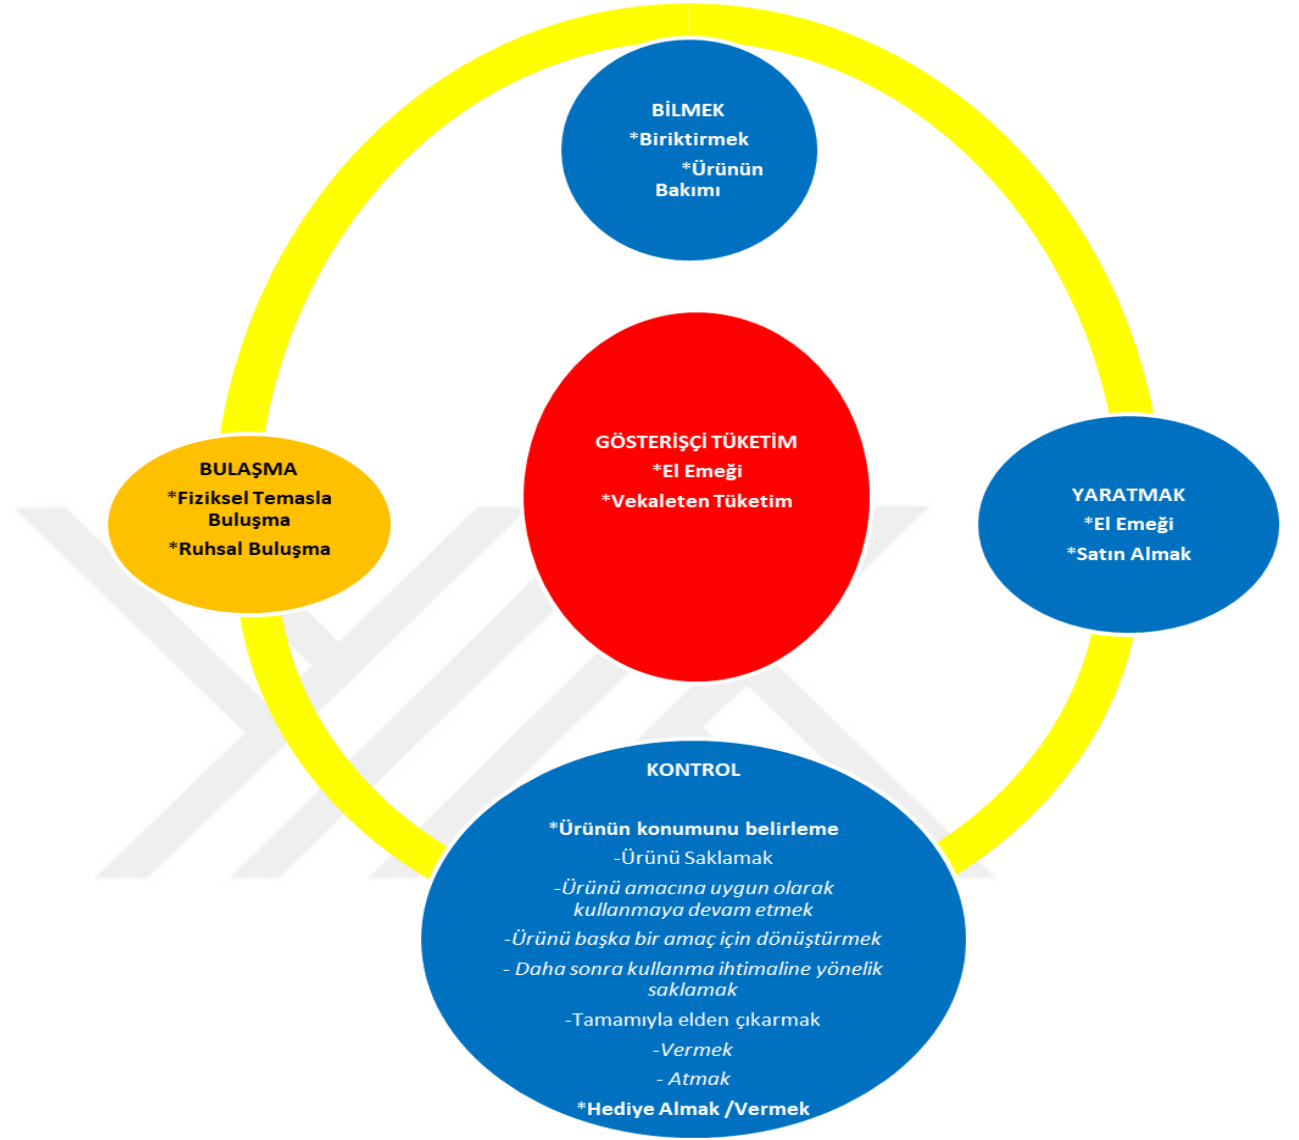 BİLMEK
*Biriktirmek
*Ürünün
Bakımı
GÖSTERİŞÇİ TÜKETİM
*El Emeği
*Vekaleten Tüketim
BULAŞMA
*Fiziksel Temasla
Buluşma
*Ruhsal Buluşma
YARATMAK
*El Emeği
*Satın Almak
KONTROL
*Ürünün konumunu belirleme
-Ürünü Saklamak
-Ürünü amacına uygun olarak
kullanmaya devam etmek
-Ürünü başka bir amaç için dönüştürmek
- Daha sonra kullanma ihtimaline yönelik
saklamak
-Tamamıyla elden çıkarmak
-Vermek
- Atmak
*Hediye Almak /Vermek